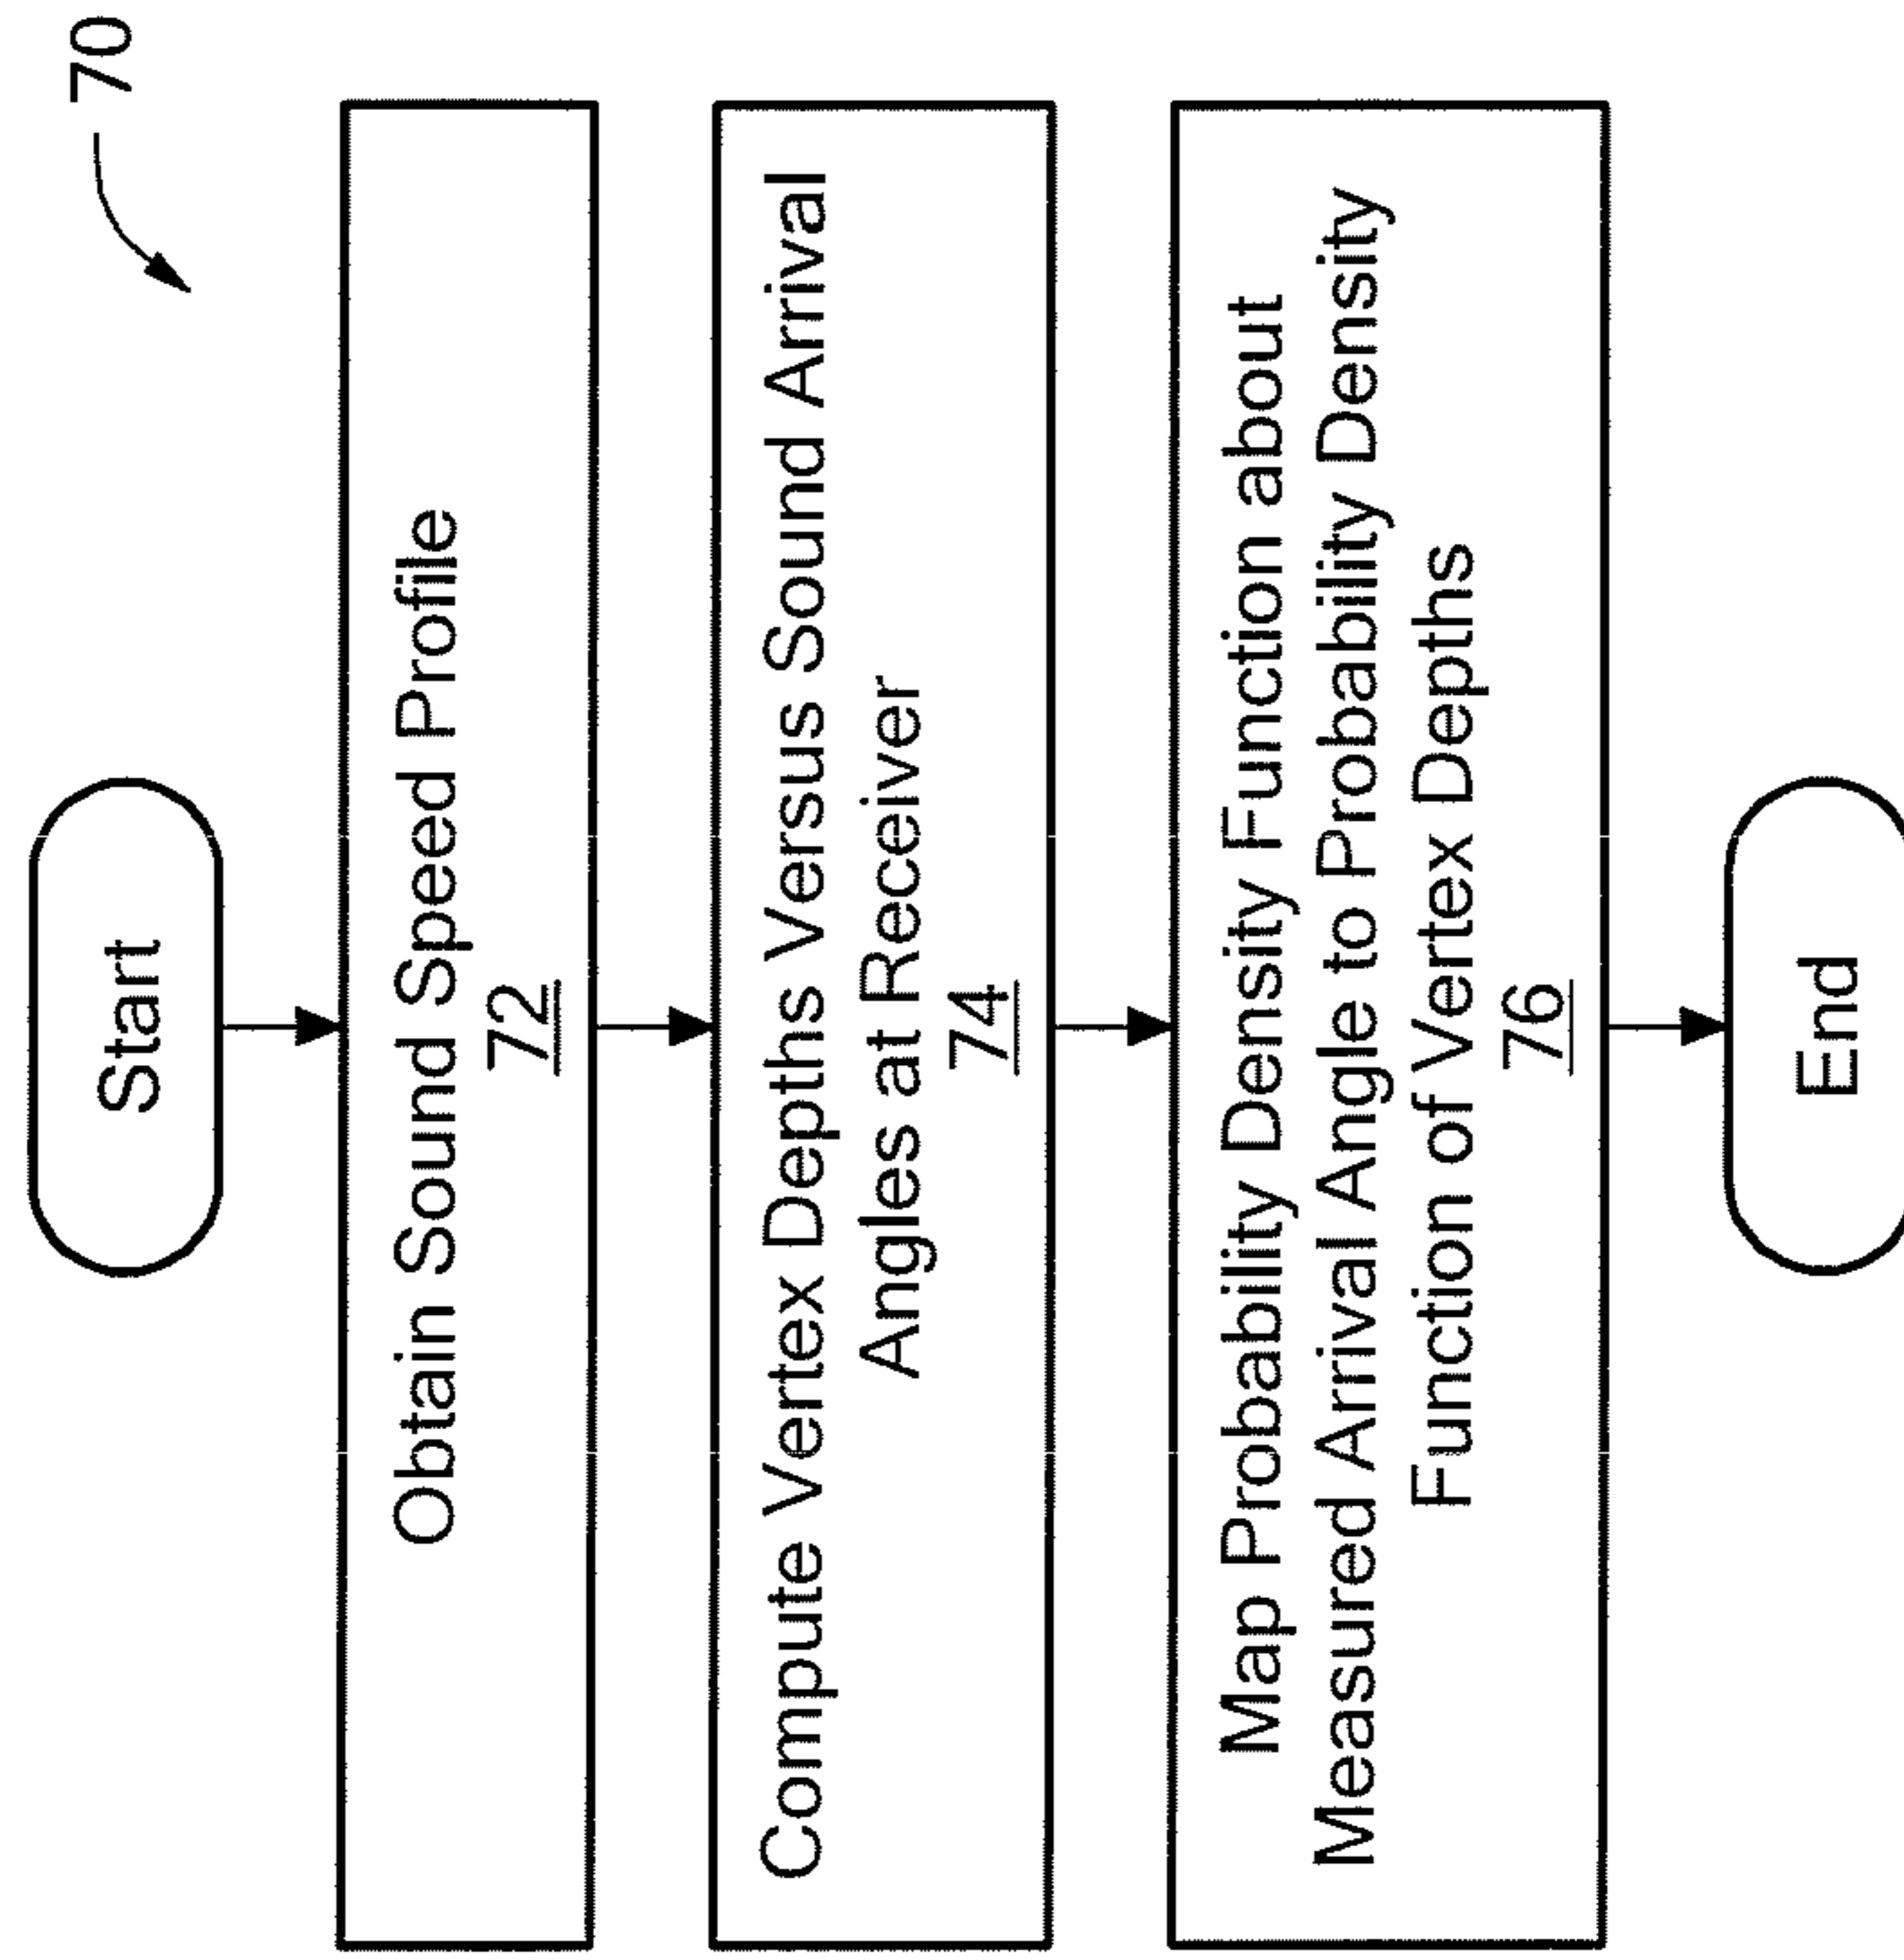 70
Start
Obtain Sound Speed Profile
72
Compute Vertex Depths Versus Sound Arrival
Angles at Receiver
74
Map Probability Density Function about
Measured Arrival Angle to Probability Density
Function of Vertex Depths
76
End